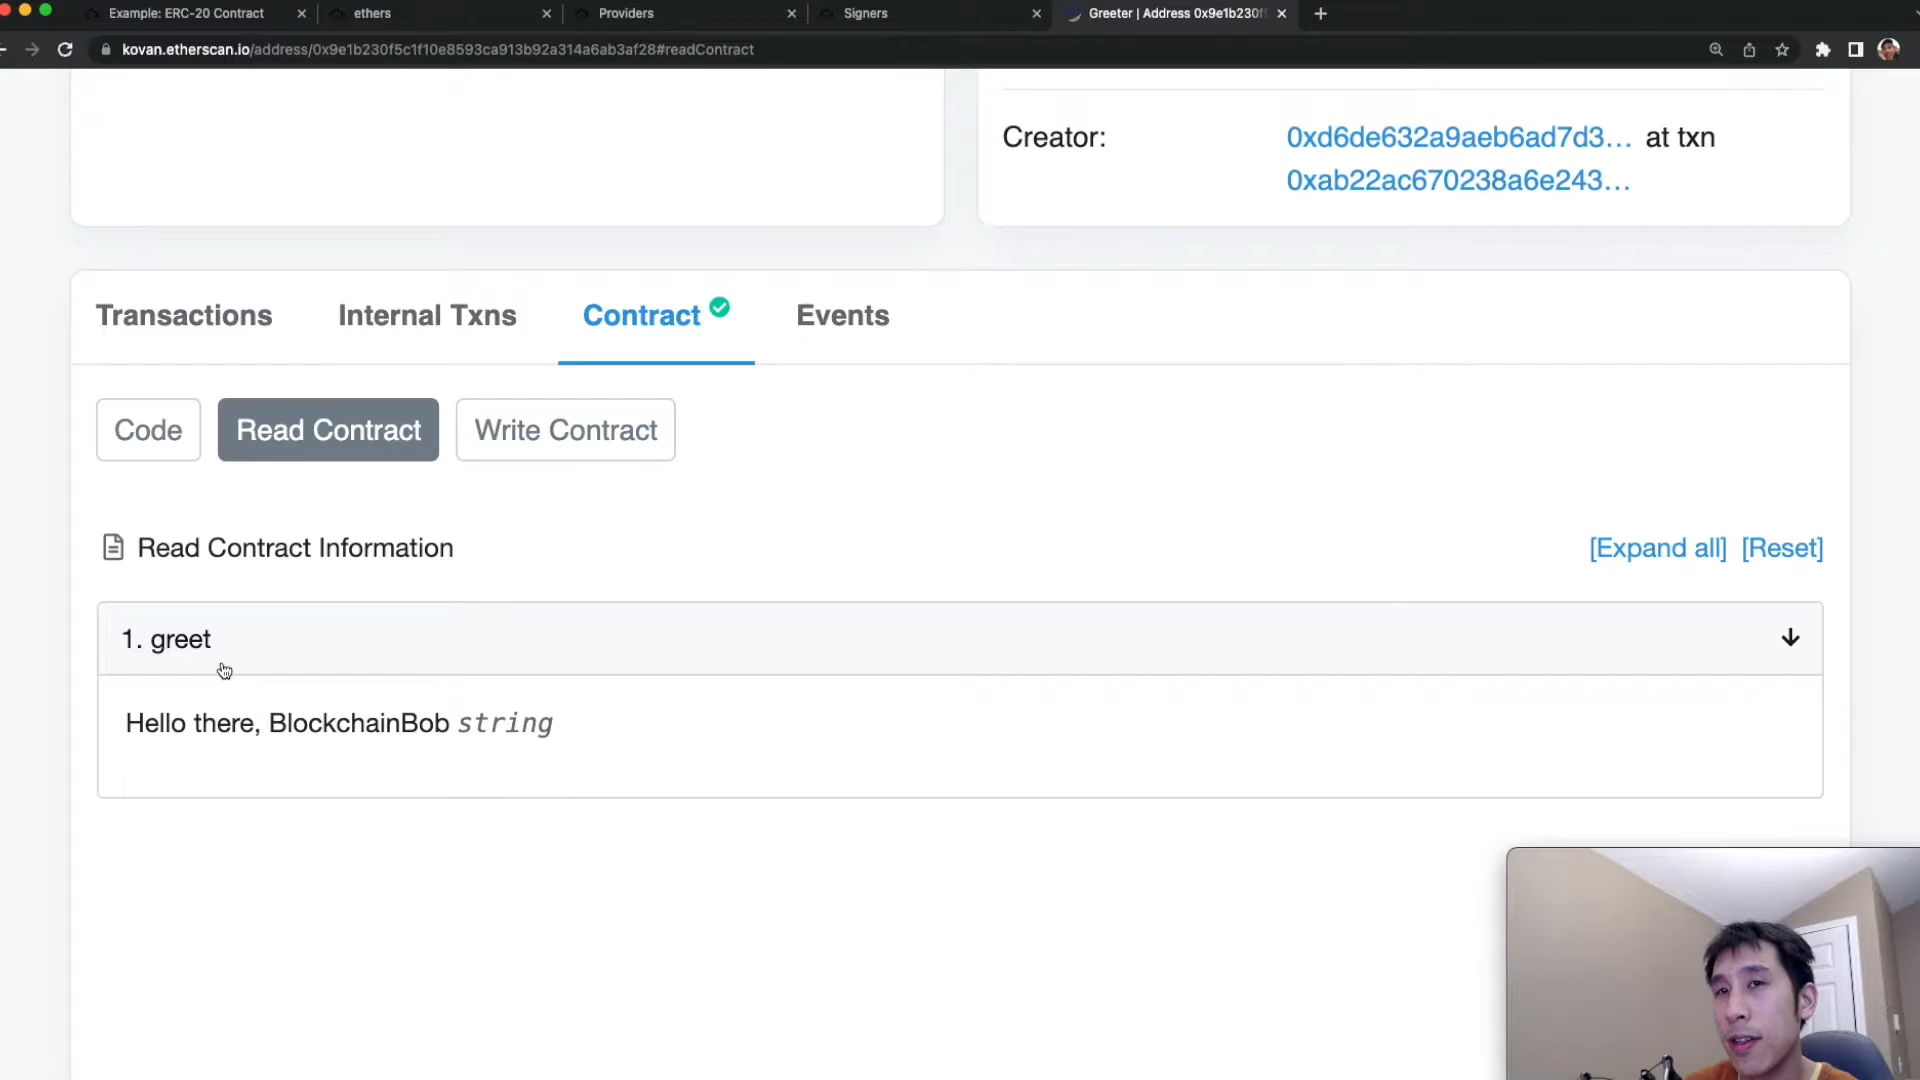 Example: ERC-20 Contract
ethers
Providers
Signers
Greeter | Address 0x9e1b230f5
kovan.etherscan.io/address/0x9e1b230f5c1f10e8593ca913b92a314a6ab3af28#readContract
Creator:
0xd6de632a9aeb6ad7d3... at txn
0xab22ac670238a6e243...
Transactions
Internal Txns
Contract
Events
Code
Read Contract
Write Contract
Read Contract Information
[Expand all] [Reset]
1. greet
Hello there, BlockchainBob string